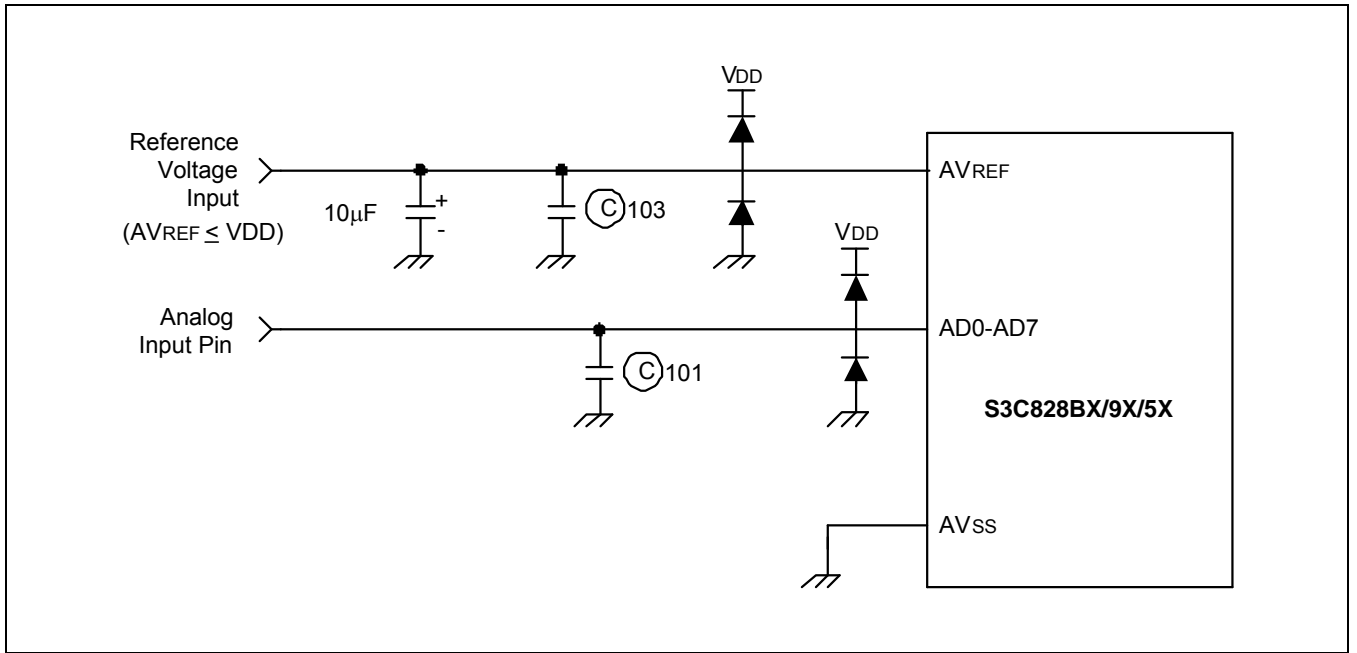 VDD
Reference
Voltage
Input
(AVREF ≤ VDD)
10μF
+
-
C 103
AVREF
VDD
Analog
Input Pin
C 101
AD0-AD7
S3C828BX/9X/5X
AVSS